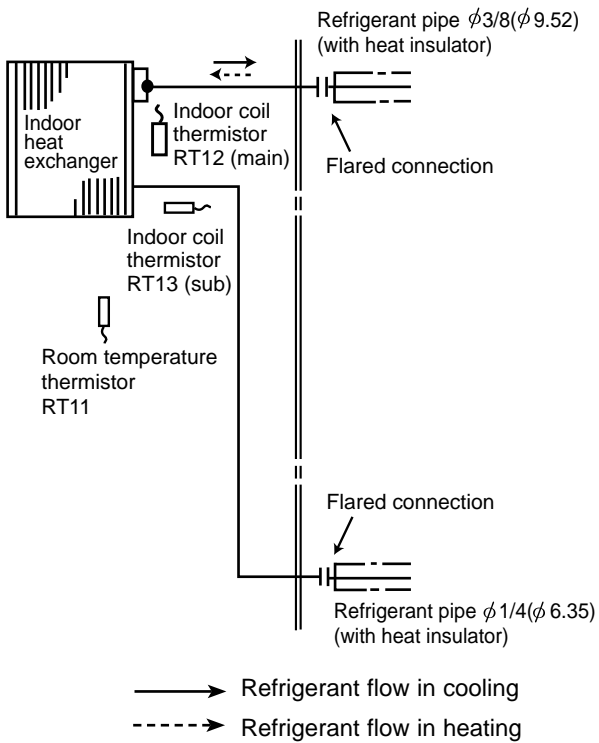 Refrigerant pipe ϕ3/8(ϕ9.52)
(with heat insulator)
Indoor
heat
exchanger
Indoor coil
thermistor
RT12 (main)
Flared connection
Indoor coil
thermistor
RT13 (sub)
Room temperature
thermistor
RT11
Flared connection
Refrigerant pipe ϕ1/4(ϕ6.35)
(with heat insulator)
Refrigerant flow in cooling
Refrigerant flow in heating